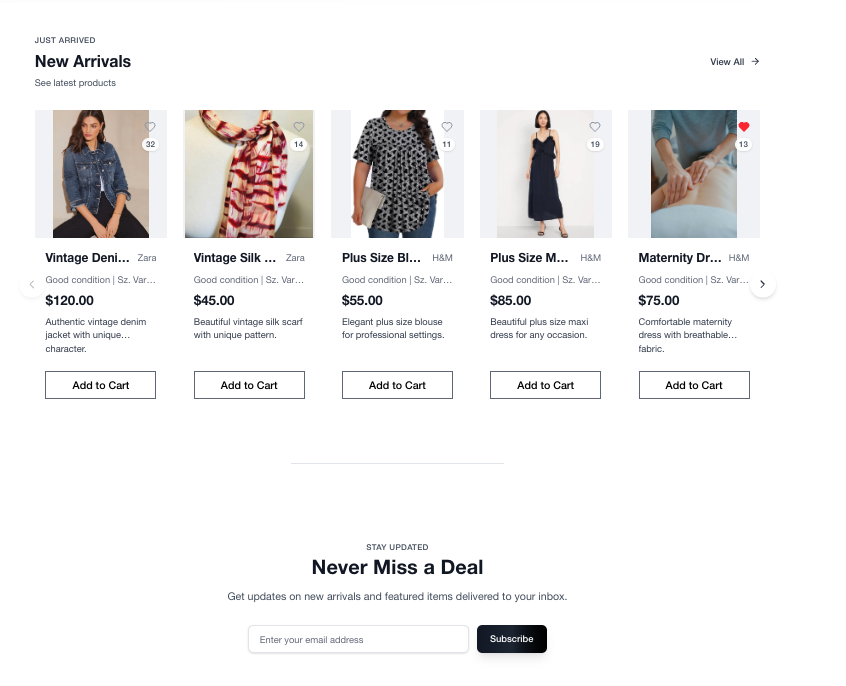 JUST ARRIVED
New Arrivals
View All
See latest products
32
14
11
19
13
Vintage Deni... Zara
Vintage Silk ... Zara
Plus Size Bl... H&M
Plus Size M... H&M
Maternity Dr... H&M
Good condition | Sz. Var...
Good condition | Sz. Var...
Good condition | Sz. Var...
Good condition | Sz. Var...
Good condition | Sz. Var...
$120.00
$45.00
$55.00
$85.00
$75.00
Authentic vintage denim
jacket with unique...
character.
Beautiful vintage silk scarf
with unique pattern.
Elegant plus size blouse
for professional settings.
Beautiful plus size maxi
dress for any occasion.
Comfortable maternity
dress with breathable...
fabric.
Add to Cart
Add to Cart
Add to Cart
Add to Cart
Add to Cart
STAY UPDATED
Never Miss a Deal
Get updates on new arrivals and featured items delivered to your inbox.
Enter your email address
Subscribe